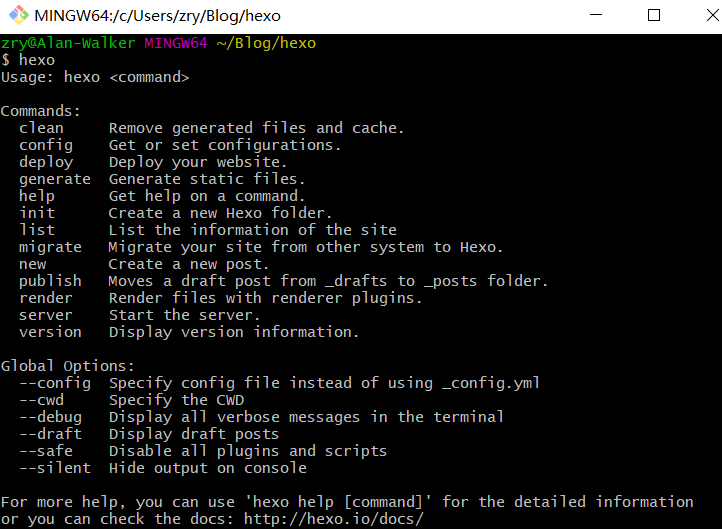 MINGW64:/c/Users/zry/Blog/hexo
zry@Alan-Walker MINGW64 ~/Blog/hexo
$ hexo
Usage: hexo <command>

Commands:
  clean     Remove generated files and cache.
  config    Get or set configurations.
  deploy    Deploy your website.
  generate  Generate static files.
  help      Get help on a command.
  init      Create a new Hexo folder.
  list      List the information of the site
  migrate   Migrate your site from other system to Hexo.
  new       Create a new post.
  publish   Moves a draft post from _drafts to _posts folder.
  render    Render files with renderer plugins.
  server    Start the server.
  version   Display version information.

Global Options:
  --config  Specify config file instead of using _config.yml
  --cwd     Specify the CWD
  --debug   Display all verbose messages in the terminal
  --draft   Display draft posts
  --safe    Disable all plugins and scripts
  --silent  Hide output on console

For more help, you can use 'hexo help [command]' for the detailed information
or you can check the docs: http://hexo.io/docs/